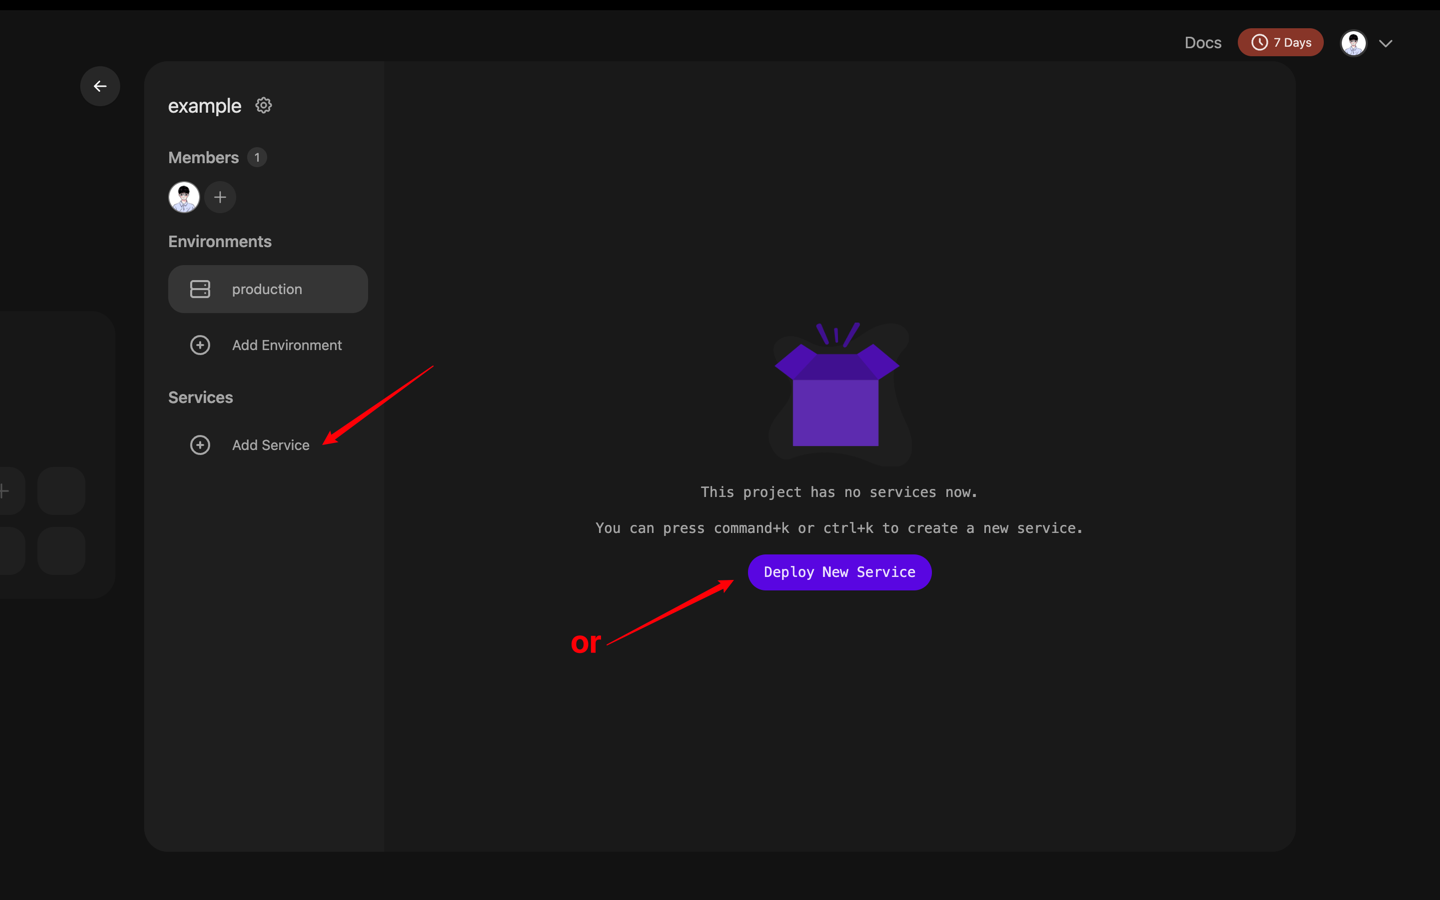 Docs
7 Days
example
Members 1
Environments
production
Add Environment
Services
Add Service
This project has no services now.
You can press command+k or ctrl+k to create a new service.
Deploy New Service
or